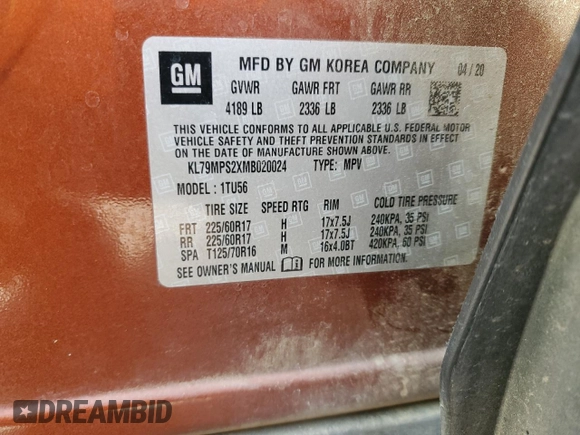 GM
MFD BY GM KOREA COMPANY 04/20
GVWR GAWR FRT GAWR RR
4189 LB 2336 LB 2336 LB
THIS VEHICLE CONFORMS TO ALL APPLICABLE U.S. FEDERAL MOTOR
VEHICLE SAFETY AND THEFT PREVENTION STANDARDS IN EFFECT
ON THE DATE OF MANUFACTURE SHOWN ABOVE.
KL79MPS2XMB020024 TYPE: MPV
MODEL: 1TU56
TIRE SIZE SPEED RTG RIM COLD TIRE PRESSURE
FRT 225/60R17 H 17x7.5J 240KPA, 35 PSI
RR 225/60R17 H 17x7.5J 240KPA, 35 PSI
SPA T125/70R16 M 16x4.0BT 420KPA, 60 PSI
SEE OWNER'S MANUAL FOR MORE INFORMATION.
DREAMBID